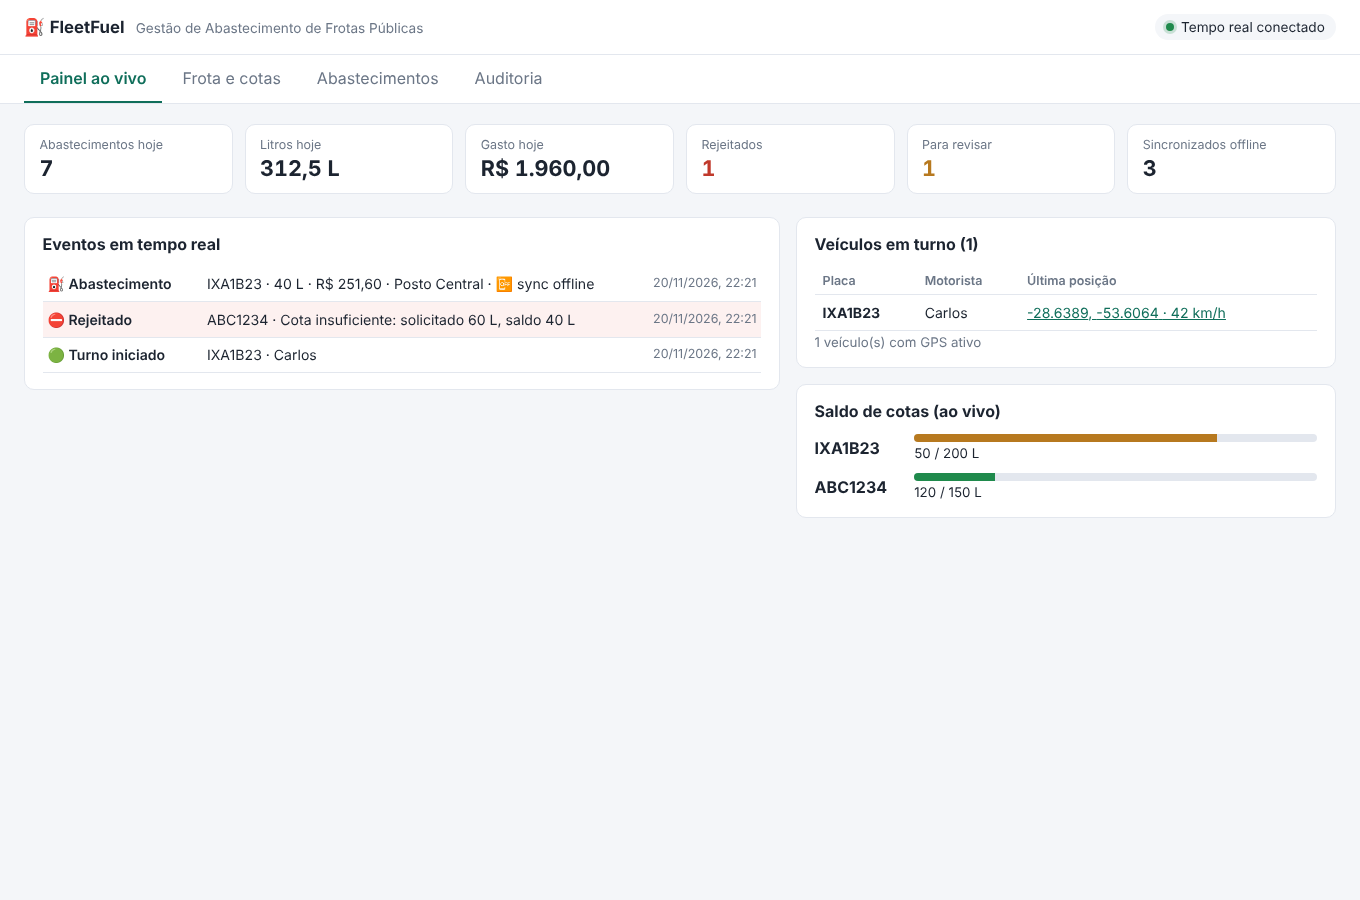 FleetFuel Gestão de Abastecimento de Frotas Públicas
Tempo real conectado
Painel ao vivo Frota e cotas Abastecimentos Auditoria
Abastecimentos hoje
7
Litros hoje
312,5 L
Gasto hoje
R$ 1.960,00
Rejeitados
1
Para revisar
1
Sincronizados offline
3
Eventos em tempo real
Abastecimento IXA1B23 · 40 L · R$ 251,60 · Posto Central · sync offline 20/11/2026, 22:21
Rejeitado ABC1234 · Cota insuficiente: solicitado 60 L, saldo 40 L 20/11/2026, 22:21
Turno iniciado IXA1B23 · Carlos 20/11/2026, 22:21
Veículos em turno (1)
Placa Motorista Última posição
IXA1B23 Carlos -28.6389, -53.6064 · 42 km/h
1 veículo(s) com GPS ativo
Saldo de cotas (ao vivo)
IXA1B23
50 / 200 L
ABC1234
120 / 150 L